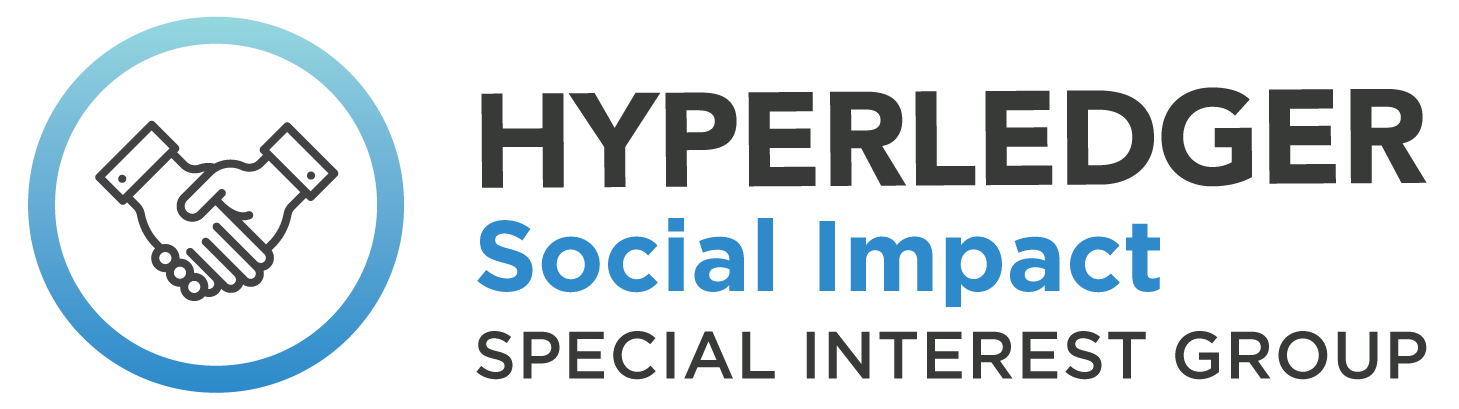 HYPERLEDGER
Social Impact
SPECIAL INTEREST GROUP